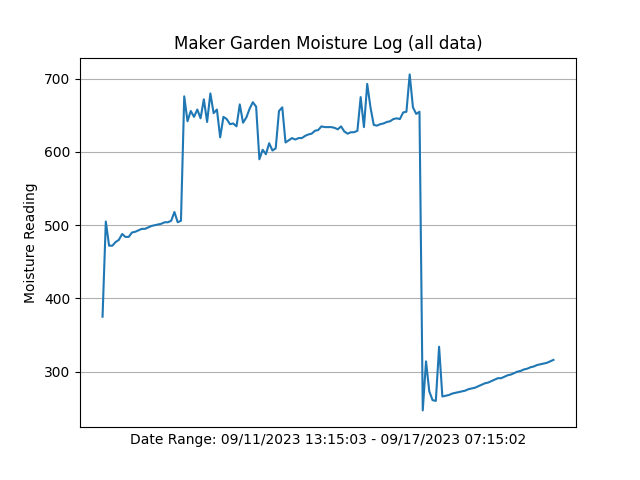 Maker Garden Moisture Log (all data)
700
600
500
400
300
Moisture Reading
Date Range: 09/11/2023 13:15:03 - 09/17/2023 07:15:02